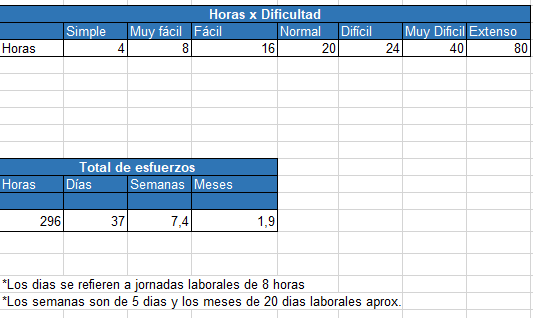 Horas x Dificultad
Simple Muy fácil Fácil Normal Difícil Muy Dificil Extenso
Horas 4 8 16 20 24 40 80
Total de esfuerzos
Horas Días Semanas Meses
296 37 7,4 1,9
*Los dias se refieren a jornadas laborales de 8 horas
*Los semanas son de 5 dias y los meses de 20 dias laborales aprox.